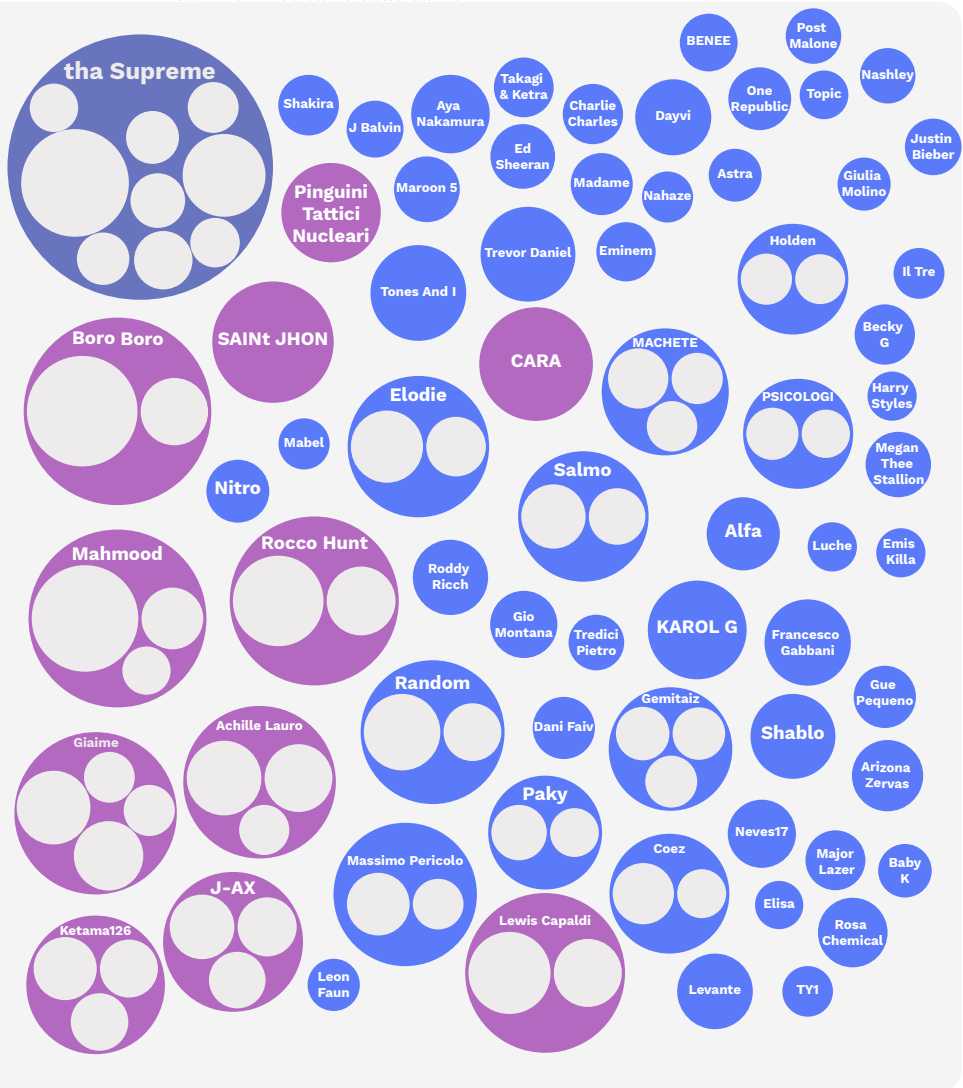 tha Supreme
Shakira
J Balvin
Aya
Nakamura
Takagi
& Ketra
Charlie
Charles
BENEE
Dayvi
One
Republic
Post
Malone
Topic
Nashley
Justin
Bieber
Pinguini
Tattici
Nucleari
Maroon 5
Ed
Sheeran
Madame
Nahaze
Astra
Giulia
Molino
Trevor Daniel
Eminem
Holden
Il Tre
Tones And I
Boro Boro
SAINt JHON
CARA
MACHETE
Becky
G
Elodie
PSICOLOGI
Harry
Styles
Mabel
Nitro
Salmo
Megan
Thee
Stallion
Mahmood
Rocco Hunt
Roddy
Ricch
Alfa
Luche
Emis
Killa
Gio
Montana
Tredici
Pietro
KAROL G
Francesco
Gabbani
Random
Gemitaiz
Gue
Pequeno
Giaime
Achille Lauro
Dani Faiv
Shablo
Arizona
Zervas
Paky
Massimo Pericolo
Coez
Neves17
Major
Lazer
Baby
K
J-AX
Ketama126
Lewis Capaldi
Elisa
Rosa
Chemical
Leon
Faun
Levante
TY1